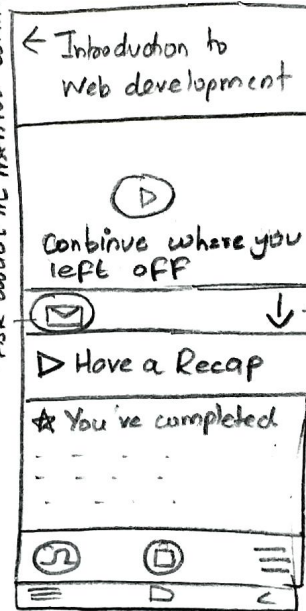 ← Introduction to
Web development
Continue where you
left off
Have a Recap
You've completed